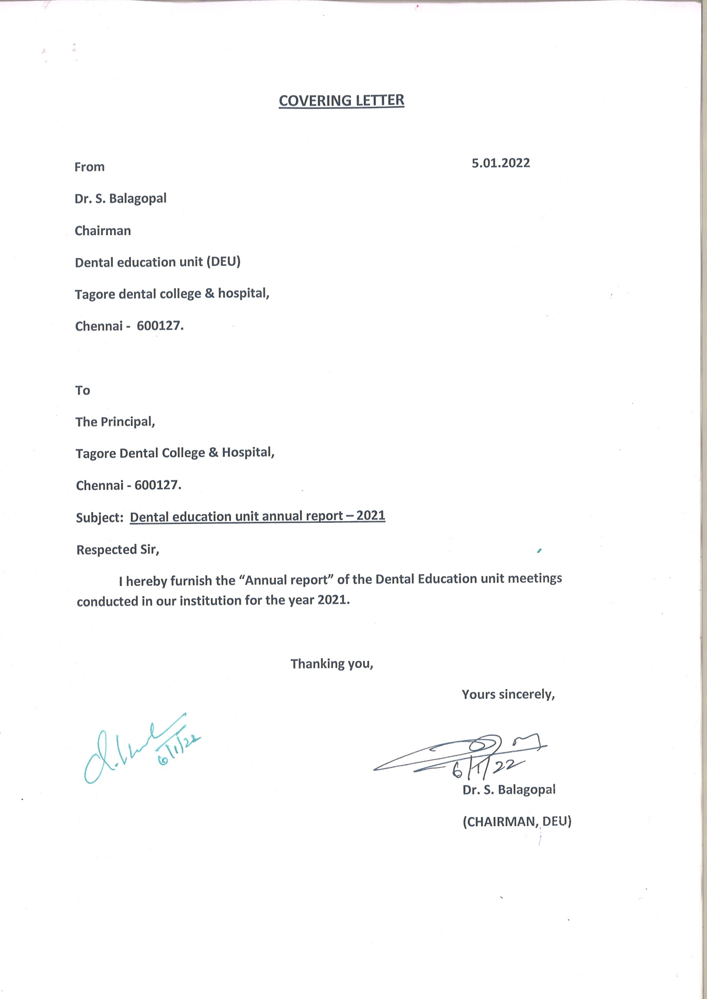 COVERING LETTER
From
5.01.2022
Dr. S. Balagopal
Chairman
Dental education unit (DEU)
Tagore dental college & hospital,
Chennai -  600127.
To
The Principal,
Tagore Dental College & Hospital,
Chennai - 600127.
Subject:  Dental education unit annual report – 2021
Respected Sir,
I hereby furnish the “Annual report” of the Dental Education unit meetings
conducted in our institution for the year 2021.
Thanking you,
Yours sincerely,
6/1/22
6/1/22
Dr. S. Balagopal
(CHAIRMAN, DEU)